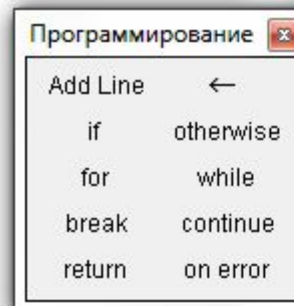 Программирование
Add Line ←
if otherwise
for while
break continue
return on error